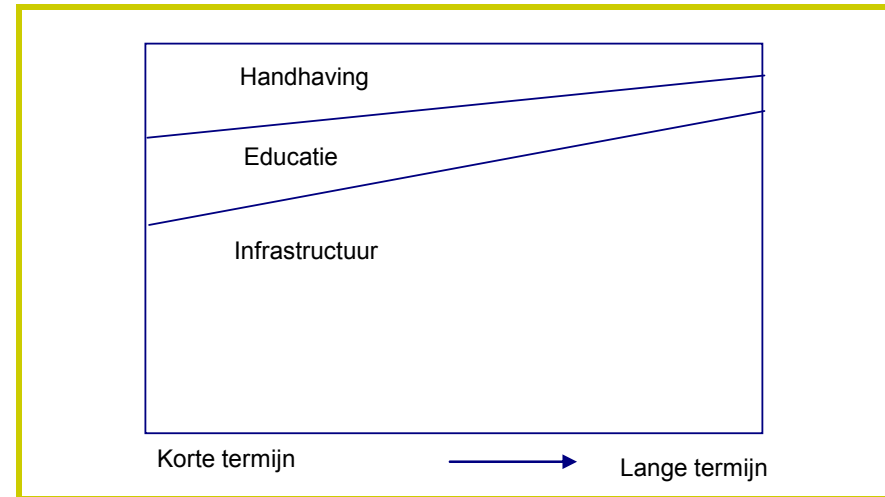 Handhaving
Educatie
Infrastructuur
Korte termijn
Lange termijn